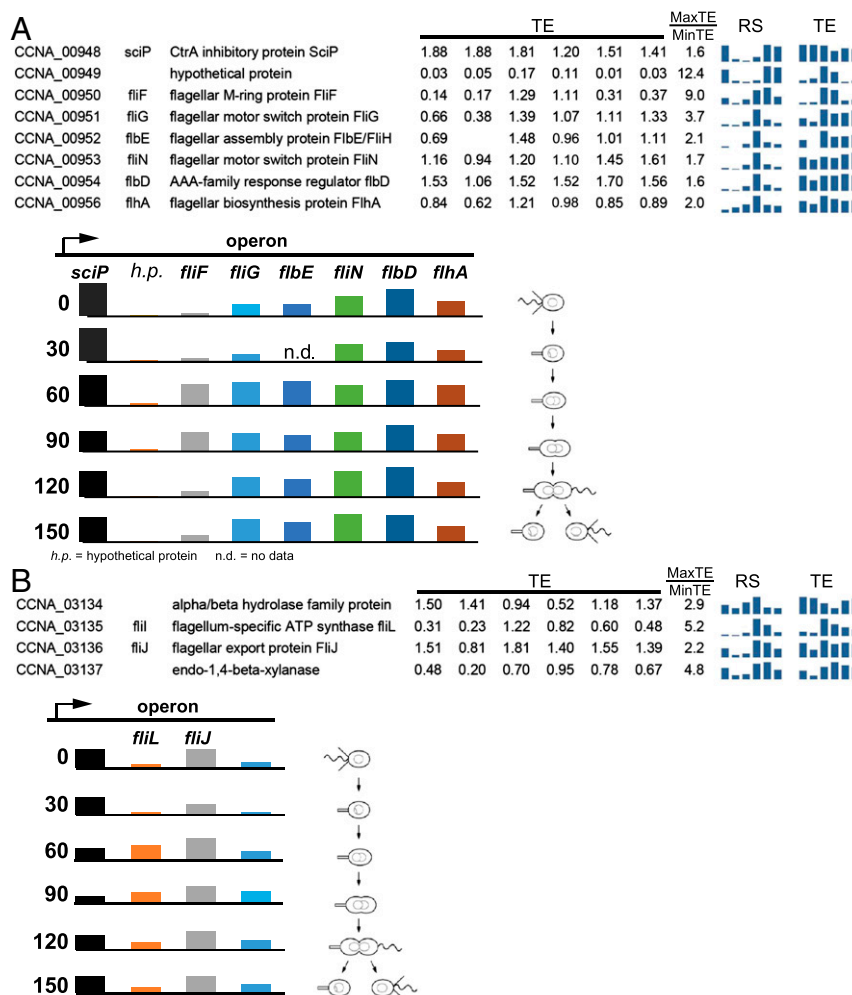 A
TE MaxTE RS TE
MinTE
CCNA_00948 sciP CtrA inhibitory protein SciP 1.88 1.88 1.81 1.20 1.51 1.41 1.6
CCNA_00949 hypothetical protein 0.03 0.05 0.17 0.11 0.01 0.03 12.4
CCNA_00950 fliF flagellar M-ring protein FliF 0.14 0.17 1.29 1.11 0.31 0.37 9.0
CCNA_00951 fliG flagellar motor switch protein FliG 0.66 0.38 1.39 1.07 1.11 1.33 3.7
CCNA_00952 flbE flagellar assembly protein FlbE/FliH 0.69 1.48 0.96 1.01 1.11 2.1
CCNA_00953 fliN flagellar motor switch protein FliN 1.16 0.94 1.20 1.10 1.45 1.61 1.7
CCNA_00954 flbD AAA-family response regulator flbD 1.53 1.06 1.52 1.52 1.70 1.56 1.6
CCNA_00956 flhA flagellar biosynthesis protein FlhA 0.84 0.62 1.21 0.98 0.85 0.89 2.0
operon
sciP h.p. fliF fliG flbE fliN flbD flhA
0
30 n.d.
60
90
120
150
h.p. = hypothetical protein n.d. = no data
B
TE MaxTE RS TE
MinTE
CCNA_03134 alpha/beta hydrolase family protein 1.50 1.41 0.94 0.52 1.18 1.37 2.9
CCNA_03135 fliI flagellum-specific ATP synthase fliL 0.31 0.23 1.22 0.82 0.60 0.48 5.2
CCNA_03136 fliJ flagellar export protein FliJ 1.51 0.81 1.81 1.40 1.55 1.39 2.2
CCNA_03137 endo-1,4-beta-xylanase 0.48 0.20 0.70 0.95 0.78 0.67 4.8
operon
fliL fliJ
0
30
60
90
120
150